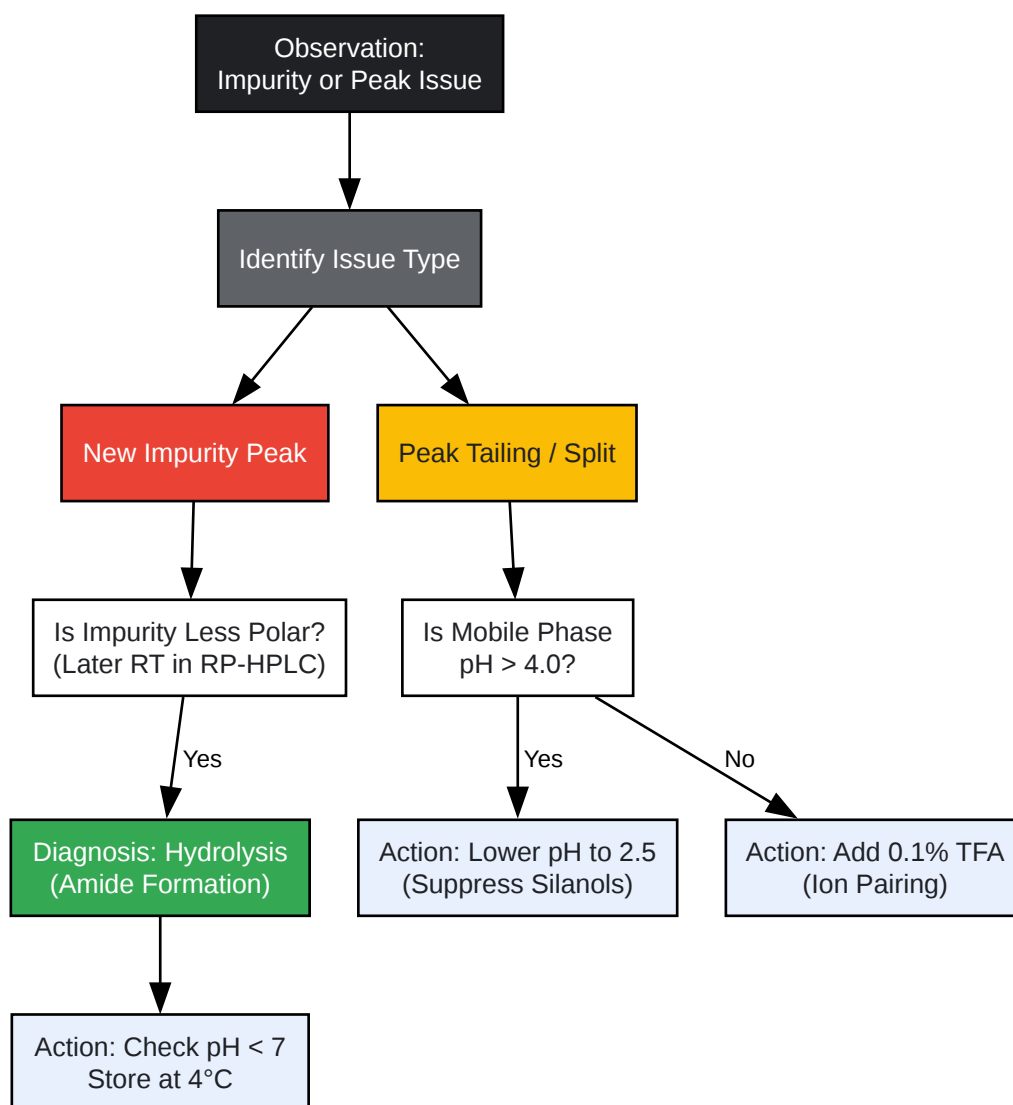 Observation:
Impurity or Peak Issue
Identify Issue Type
New Impurity Peak
Peak Tailing / Split
Is Impurity Less Polar?
(Later RT in RP-HPLC)
Is Mobile Phase
pH > 4.0?
Yes
Yes
No
Diagnosis: Hydrolysis
(Amide Formation)
Action: Lower pH to 2.5
(Suppress Silanols)
Action: Add 0.1% TFA
(Ion Pairing)
Action: Check pH < 7
Store at 4°C